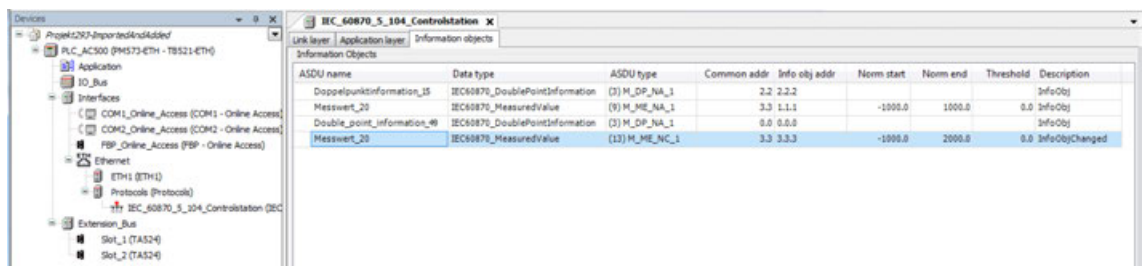 Devices
Projekt293-ImportedAndAdded
PLC_AC500 (PM573-ETH - TB521-ETH)
Application
IO_Bus
Interfaces
COM1_Online_Access (COM1 - Online Access)
COM2_Online_Access (COM2 - Online Access)
FBP_Online_Access (FBP - Online Access)
Ethernet
ETH1 (ETH1)
Protocols (Protocols)
IEC_60870_5_104_Controlstation (IEC
Extension_Bus
Slot_1 (TA524)
Slot_2 (TA524)
IEC_60870_5_104_Controlstation x
Link layer Application layer Information objects
Information Objects
ASDU name Data type ASDU type Common addr Info obj addr Norm start Norm end Threshold Description
Doppelpunktinformation_15 IEC60870_DoublePointInformation (3) M_DP_NA_1 2.2 2.2.2 InfoObj
Messwert_20 IEC60870_MeasuredValue (9) M_ME_NA_1 3.3 1.1.1 -1000.0 1000.0 0.0 InfoObj
Double_point_information_49 IEC60870_DoublePointInformation (3) M_DP_NA_1 0.0 0.0.0 InfoObj
Messwert_20 IEC60870_MeasuredValue (13) M_ME_NC_1 3.3 3.3.3 -1000.0 2000.0 0.0 InfoObjChanged